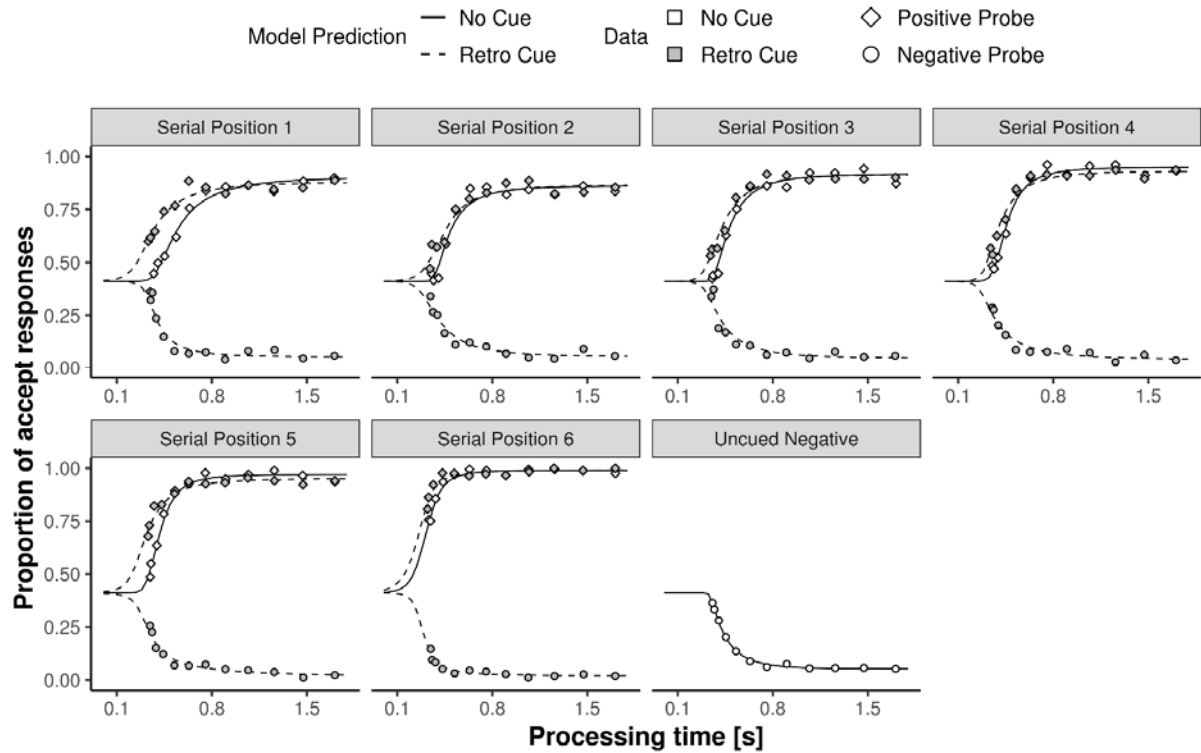 Model Prediction No Cue Data No Cue Positive Probe
Retro Cue Retro Cue Negative Probe
Serial Position 1 Serial Position 2 Serial Position 3 Serial Position 4
1.00
0.75
0.50
0.25
0.00
0.1 0.8 1.5 0.1 0.8 1.5 0.1 0.8 1.5 0.1 0.8 1.5
Serial Position 5 Serial Position 6 Uncued Negative
1.00
0.75
0.50
0.25
0.00
0.1 0.8 1.5 0.1 0.8 1.5 0.1 0.8 1.5
Proportion of accept responses
Processing time [s]